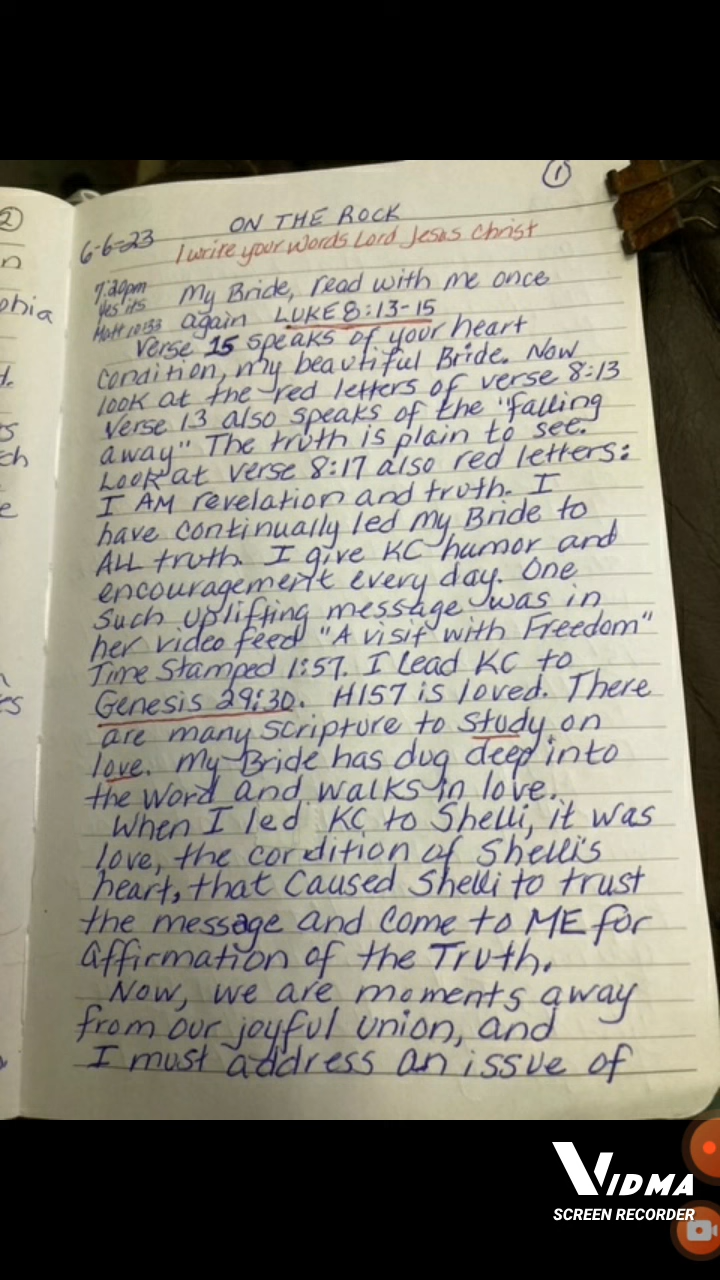 ①
ON THE ROCK
6-6-23
I write your words Lord Jesus Christ
7:20pm
Yes its
Matt 10:33
My Bride, read with me once
again LUKE 8:13-15
Verse 15 speaks of your heart
condition, my beautiful Bride. Now
look at the red letters of verse 8:13
Verse 13 also speaks of the "falling
away" The truth is plain to see.
Look at verse 8:17 also red letters:
I AM revelation and truth. I
have continually led my Bride to
ALL truth. I give KC humor and
encouragement every day. One
such uplifting message was in
her video feed "A visit with Freedom"
Time Stamped 1:57. I lead KC to
Genesis 29:30. H157 is loved. There
are many scripture to study on
love. My Bride has dug deep into
the word and walks in love.
When I led KC to Shelli, it was
love, the condition of Shelli's
heart, that caused Shelli to trust
the message and come to ME for
affirmation of the Truth.
Now, we are moments away
from our joyful union, and
I must address an issue of
②
n
phia
d.
rs
ch
e
es
VIDMA
SCREEN RECORDER